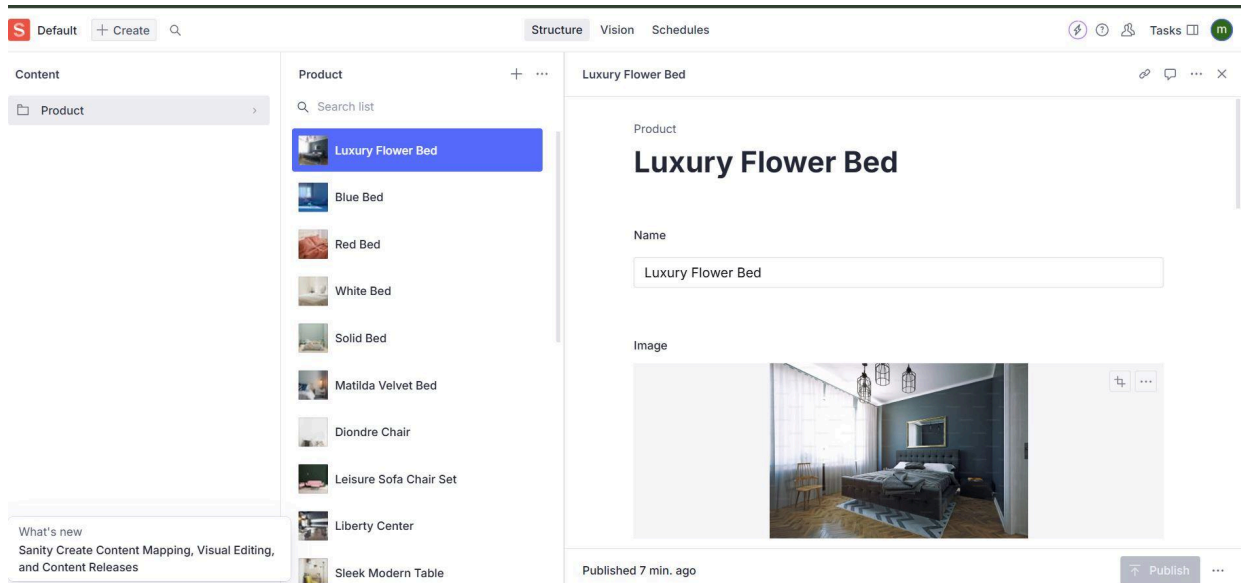 S Default + Create Structure Vision Schedules Tasks m
Content
Product
Product
Search list
Luxury Flower Bed
Blue Bed
Red Bed
White Bed
Solid Bed
Matilda Velvet Bed
Diondre Chair
Leisure Sofa Chair Set
Liberty Center
Sleek Modern Table
What's new
Sanity Create Content Mapping, Visual Editing,
and Content Releases
Luxury Flower Bed
Product
Luxury Flower Bed
Name
Luxury Flower Bed
Image
Published 7 min. ago
Publish